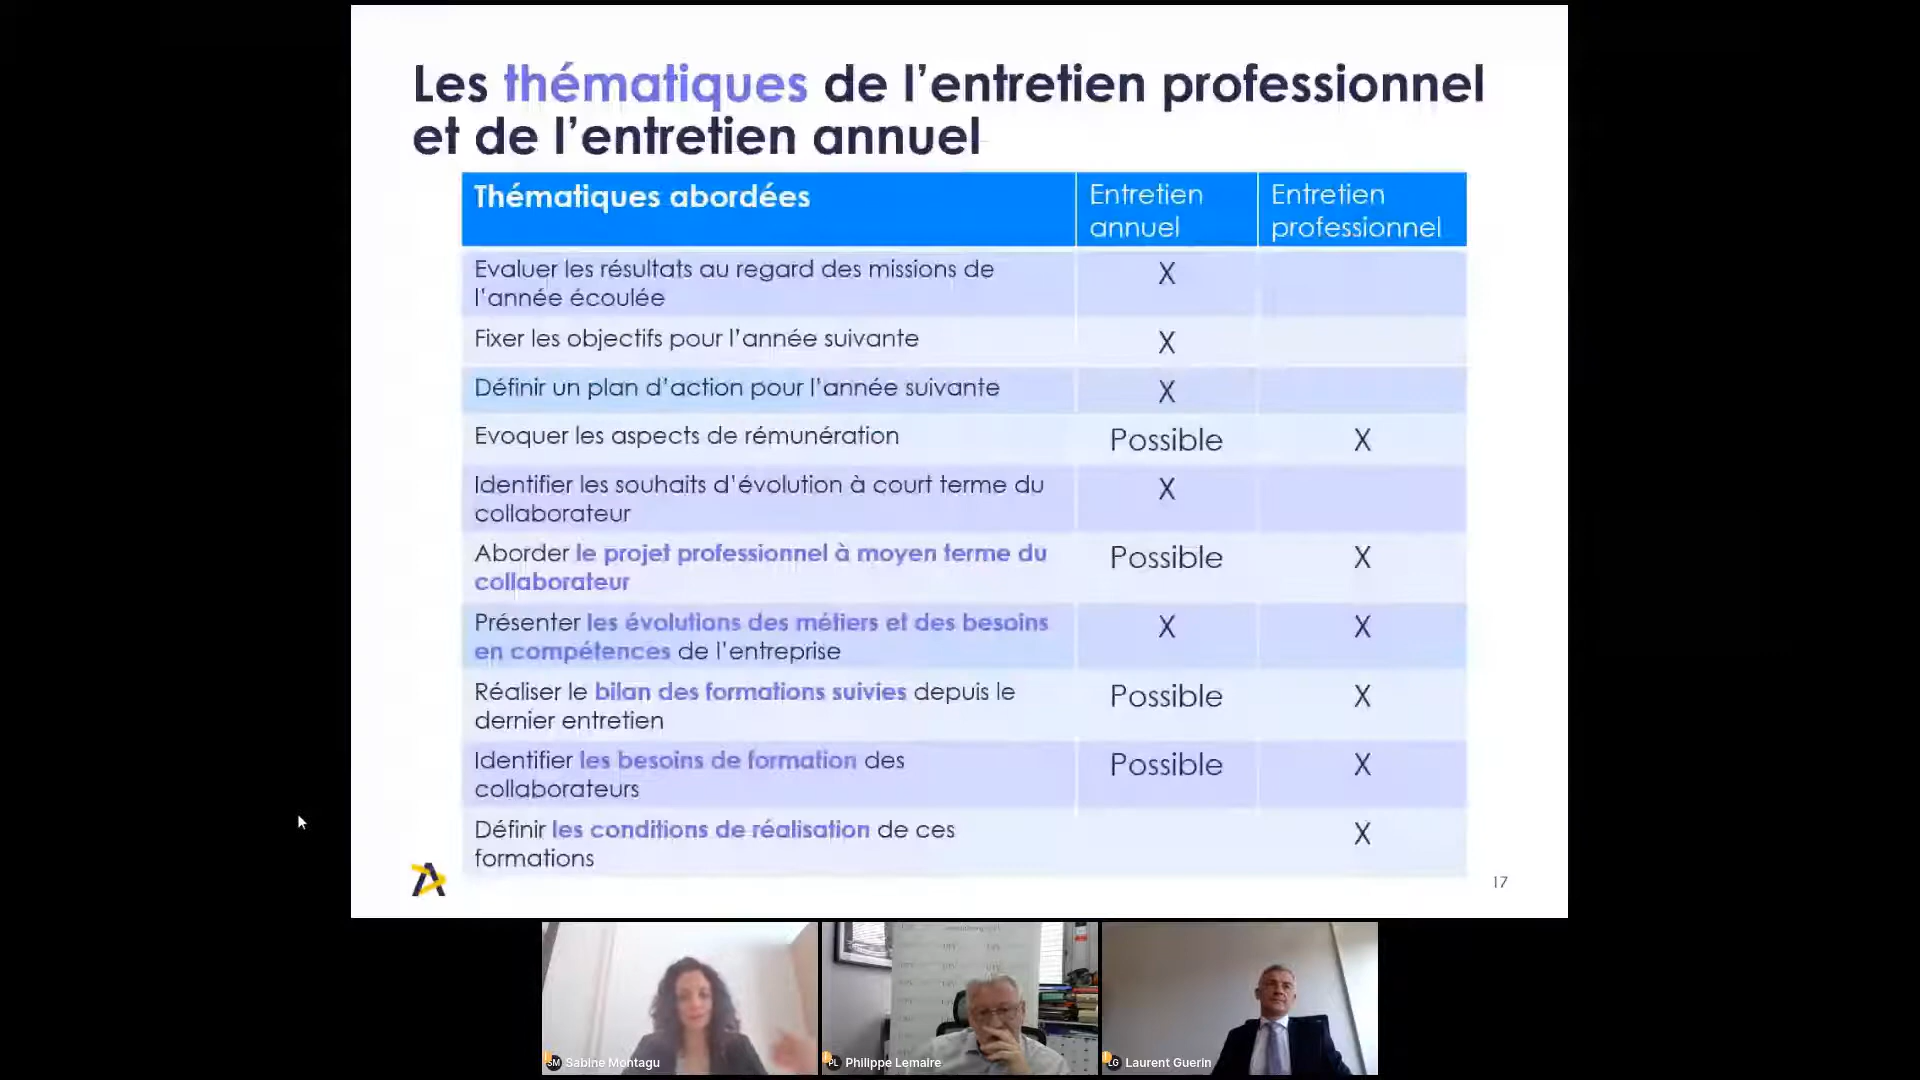 Les thématiques de l’entretien professionnel
et de l’entretien annuel
Thématiques abordées
Entretien
annuel
Entretien
professionnel
Evaluer les résultats au regard des missions de
l’année écoulée
X
Fixer les objectifs pour l’année suivante
X
Définir un plan d’action pour l’année suivante
X
Evoquer les aspects de rémunération
Possible
X
Identifier les souhaits d’évolution à court terme du
collaborateur
X
Aborder le projet professionnel à moyen terme du
collaborateur
Possible
X
Présenter les évolutions des métiers et des besoins
en compétences de l’entreprise
X
X
Réaliser le bilan des formations suivies depuis le
dernier entretien
Possible
X
Identifier les besoins de formation des
collaborateurs
Possible
X
Définir les conditions de réalisation de ces
formations
X
17
SM Sabine Montagu
PL Philippe Lemaire
LG Laurent Guerin